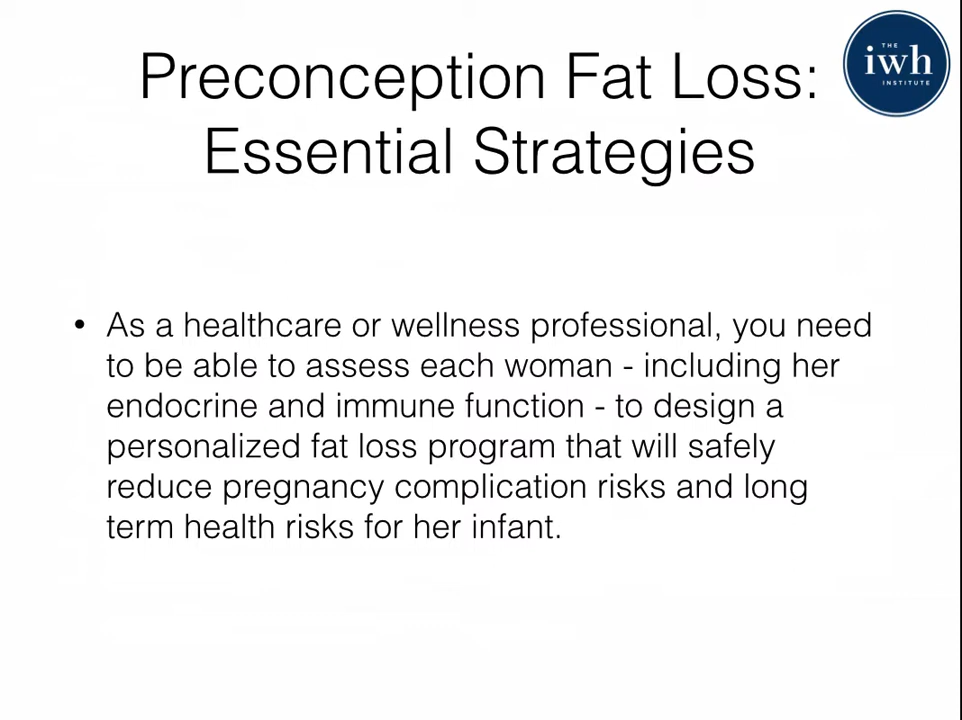 Preconception Fat Loss:
Essential Strategies
THE
iwh
INSTITUTE
• As a healthcare or wellness professional, you need
to be able to assess each woman - including her
endocrine and immune function - to design a
personalized fat loss program that will safely
reduce pregnancy complication risks and long
term health risks for her infant.